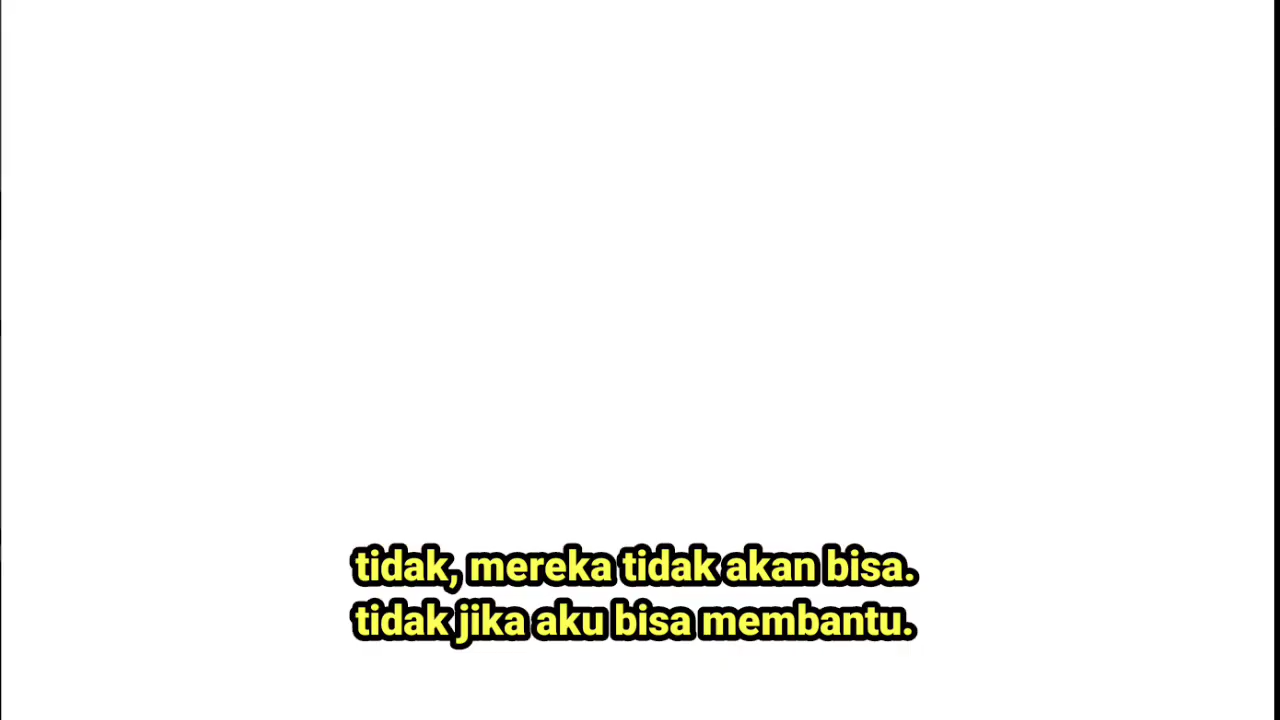 tidak, mereka tidak akan bisa.
tidak jika aku bisa membantu.